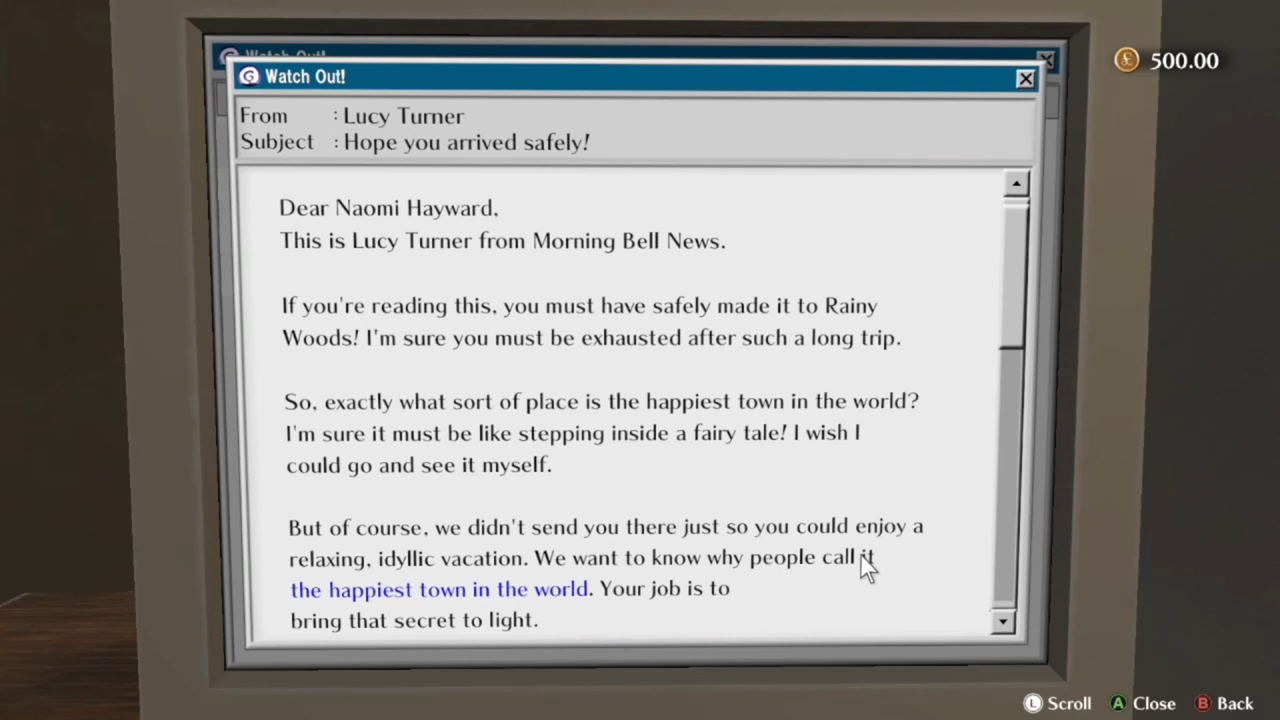 Watch Out!
500.00
Watch Out!
From : Lucy Turner
Subject : Hope you arrived safely!
Dear Naomi Hayward,
This is Lucy Turner from Morning Bell News.
If you're reading this, you must have safely made it to Rainy
Woods! I'm sure you must be exhausted after such a long trip.
So, exactly what sort of place is the happiest town in the world?
I'm sure it must be like stepping inside a fairy tale! I wish I
could go and see it myself.
But of course, we didn't send you there just so you could enjoy a
relaxing, idyllic vacation. We want to know why people call it
the happiest town in the world. Your job is to
bring that secret to light.
L Scroll A Close B Back